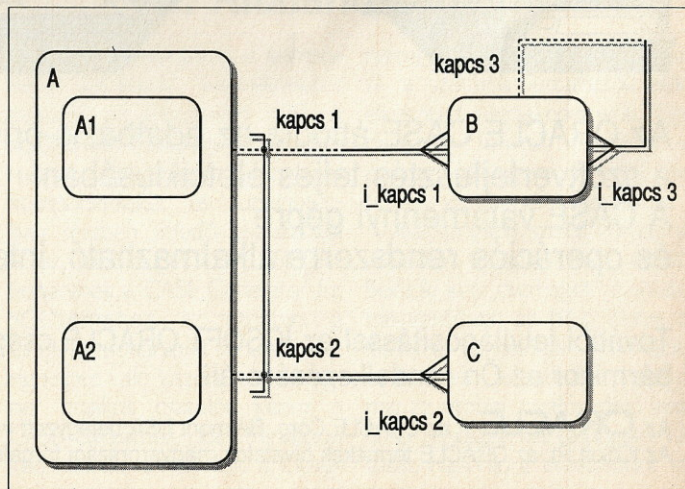 kapcs 3
A
A1
kapcs 1
B
i_kapcs 1
i_kapcs 3
A2
kapcs 2
C
i_kapcs 2